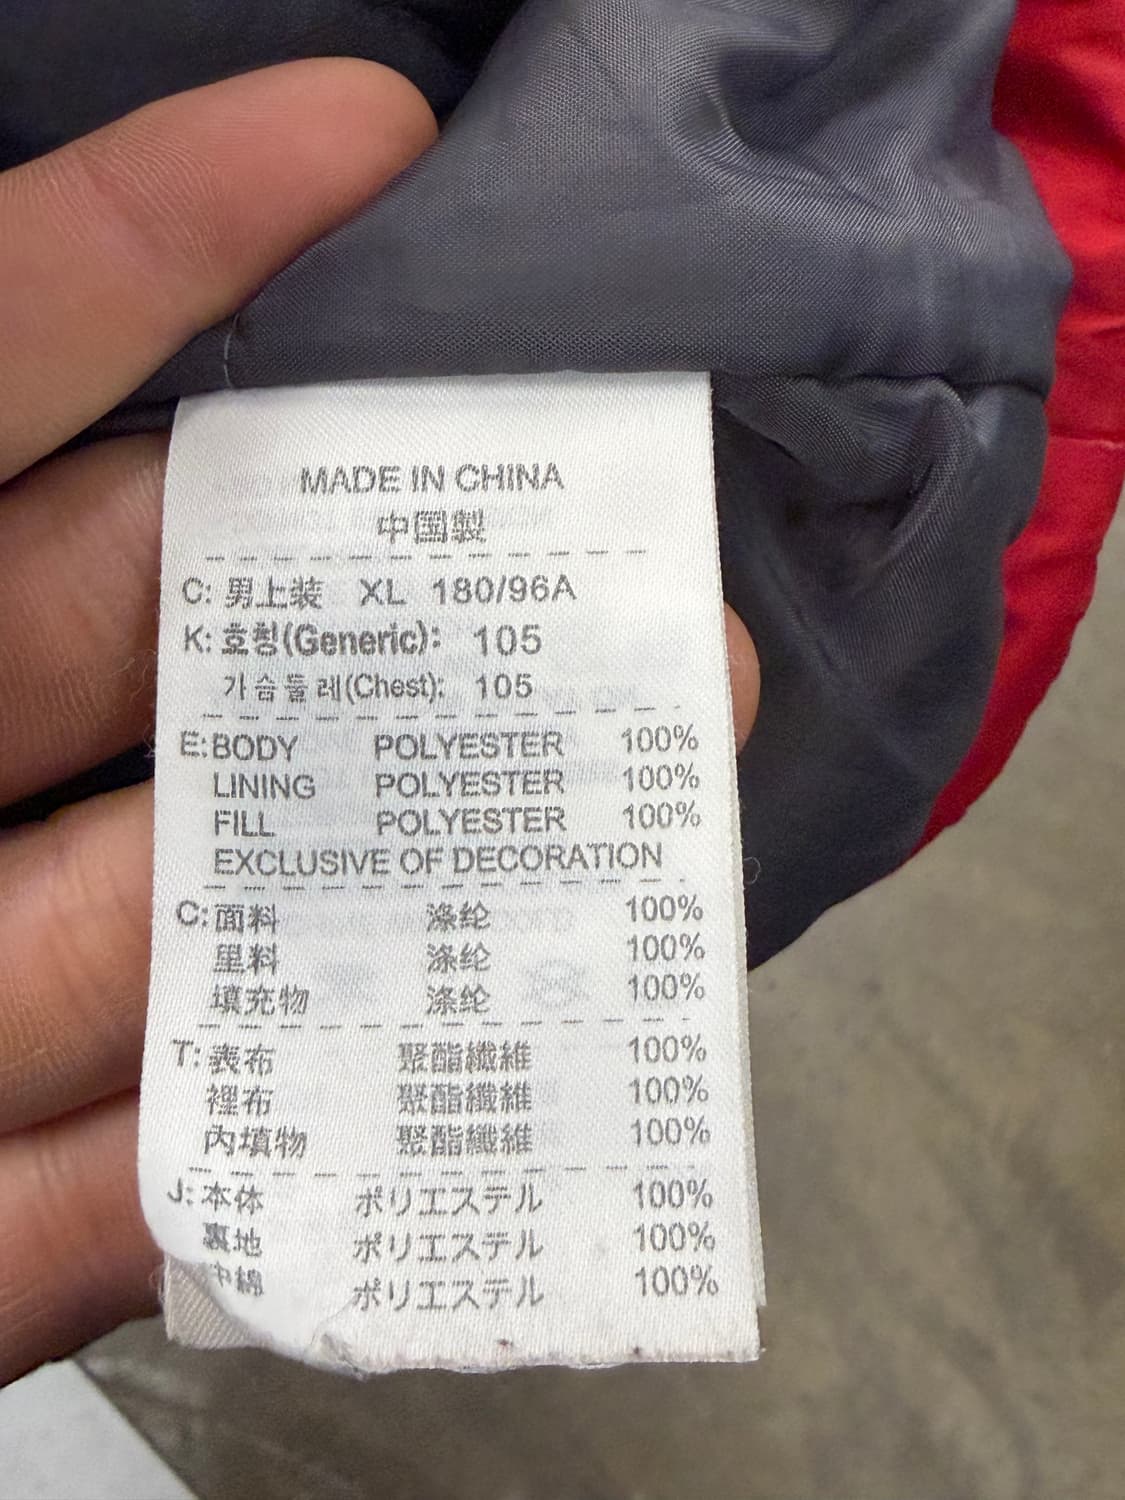 MADE IN CHINA
中国製
C: 男上装 XL 180/96A
K: 호칭(Generic): 105
가슴둘레(Chest): 105
E: BODY POLYESTER 100%
LINING POLYESTER 100%
FILL POLYESTER 100%
EXCLUSIVE OF DECORATION
C: 面料 涤纶 100%
里料 涤纶 100%
填充物 涤纶 100%
T: 表布 聚酯纖維 100%
裡布 聚酯纖維 100%
內填物 聚酯纖維 100%
J: 本体 ポリエステル 100%
裏地 ポリエステル 100%
中綿 ポリエステル 100%